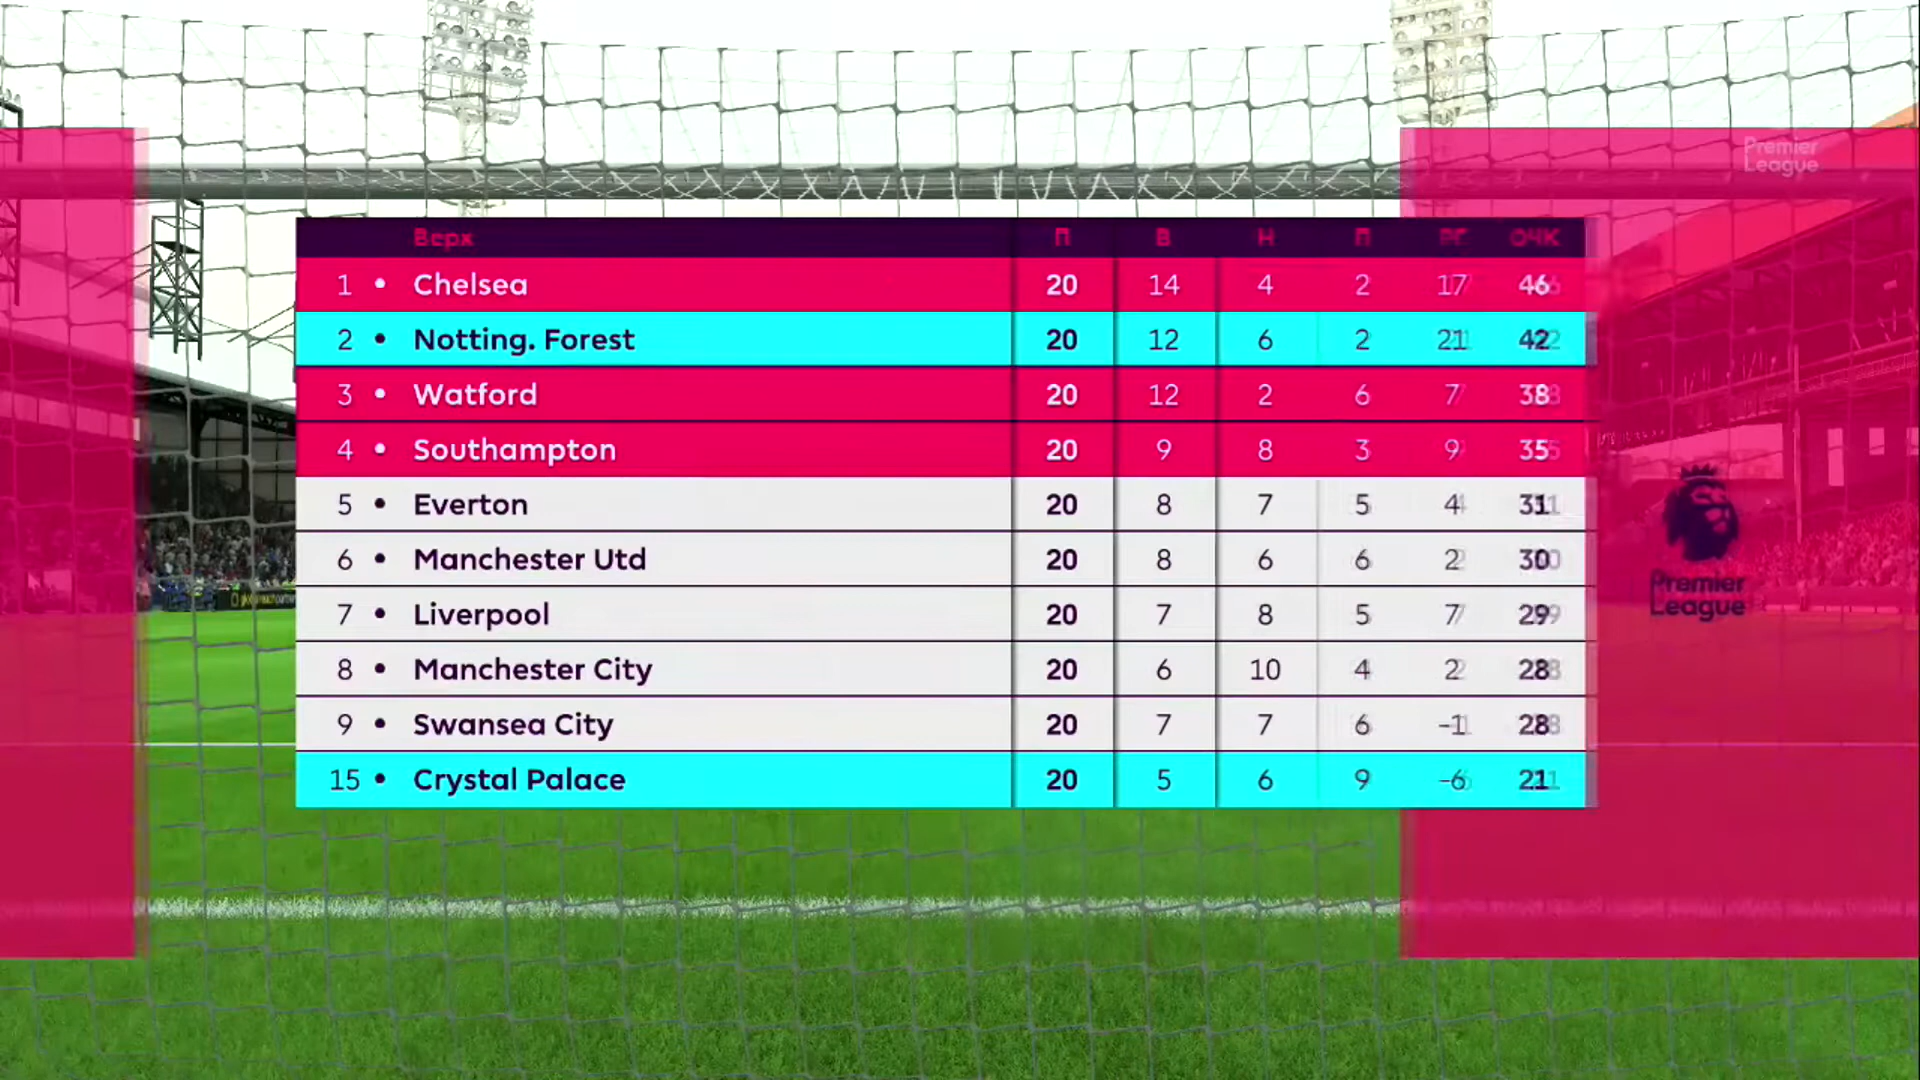 Premier
League
Верх П В Н П РГ ОЧК
1 • Chelsea 20 14 4 2 17 46
2 • Notting. Forest 20 12 6 2 21 42
3 • Watford 20 12 2 6 7 38
4 • Southampton 20 9 8 3 9 35
5 • Everton 20 8 7 5 4 31
6 • Manchester Utd 20 8 6 6 2 30
7 • Liverpool 20 7 8 5 7 29
8 • Manchester City 20 6 10 4 2 28
9 • Swansea City 20 7 7 6 -1 28
15 • Crystal Palace 20 5 6 9 -6 21
Premier
League